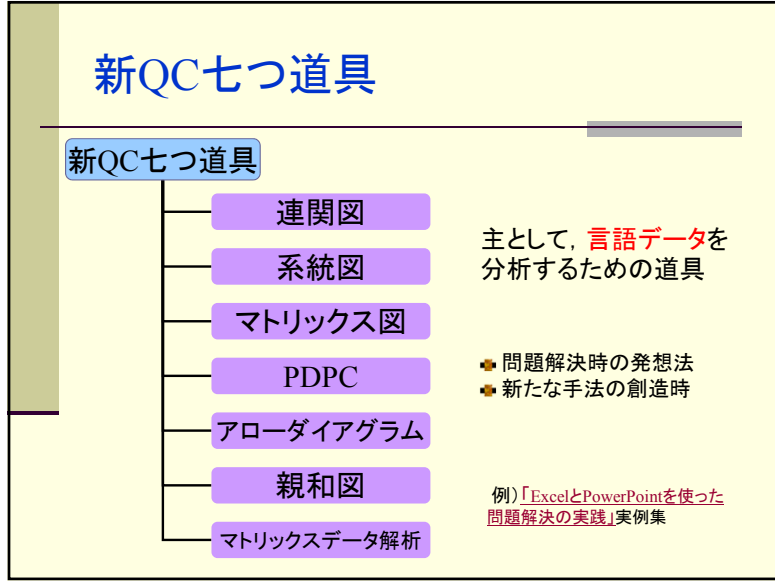 新QC七つ道具
新QC七つ道具
連関図
系統図
マトリックス図
PDPC
アローダイアグラム
親和図
マトリックスデータ解析
主として, 言語データを
分析するための道具
問題解決時の発想法
新たな手法の創造時
例)「ExcelとPowerPointを使った
問題解決の実践」実例集